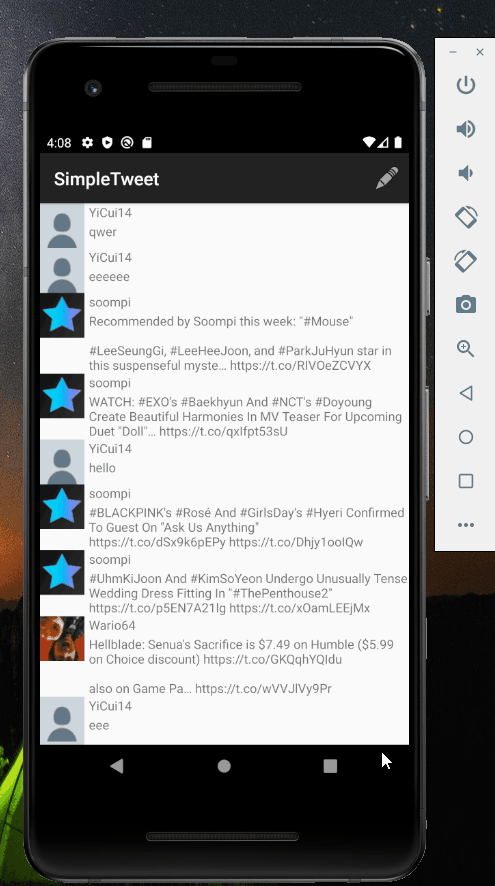 4:08
SimpleTweet
YiCui14
qwer
YiCui14
eeeeee
soompi
Recommended by Soompi this week: "#Mouse"
#LeeSeungGi, #LeeHeeJoon, and #ParkJuHyun star in
this suspenseful myste… https://t.co/RIVOeZCVYX
soompi
WATCH: #EXO's #Baekhyun And #NCT's #Doyoung
Create Beautiful Harmonies In MV Teaser For Upcoming
Duet "Doll"… https://t.co/qxIfpt53sU
YiCui14
hello
soompi
#BLACKPINK's #Rosé And #GirlsDay's #Hyeri Confirmed
To Guest On "Ask Us Anything"
https://t.co/dSx9k6pEPy https://t.co/Dhjy1ooIQw
soompi
#UhmKiJoon And #KimSoYeon Undergo Unusually Tense
Wedding Dress Fitting In "#ThePenthouse2"
https://t.co/p5EN7A21lg https://t.co/xOamLEEjMx
Wario64
Hellblade: Senua's Sacrifice is $7.49 on Humble ($5.99
on Choice discount) https://t.co/GKQqhYQIdu
also on Game Pa… https://t.co/wVVJlVy9Pr
YiCui14
eee